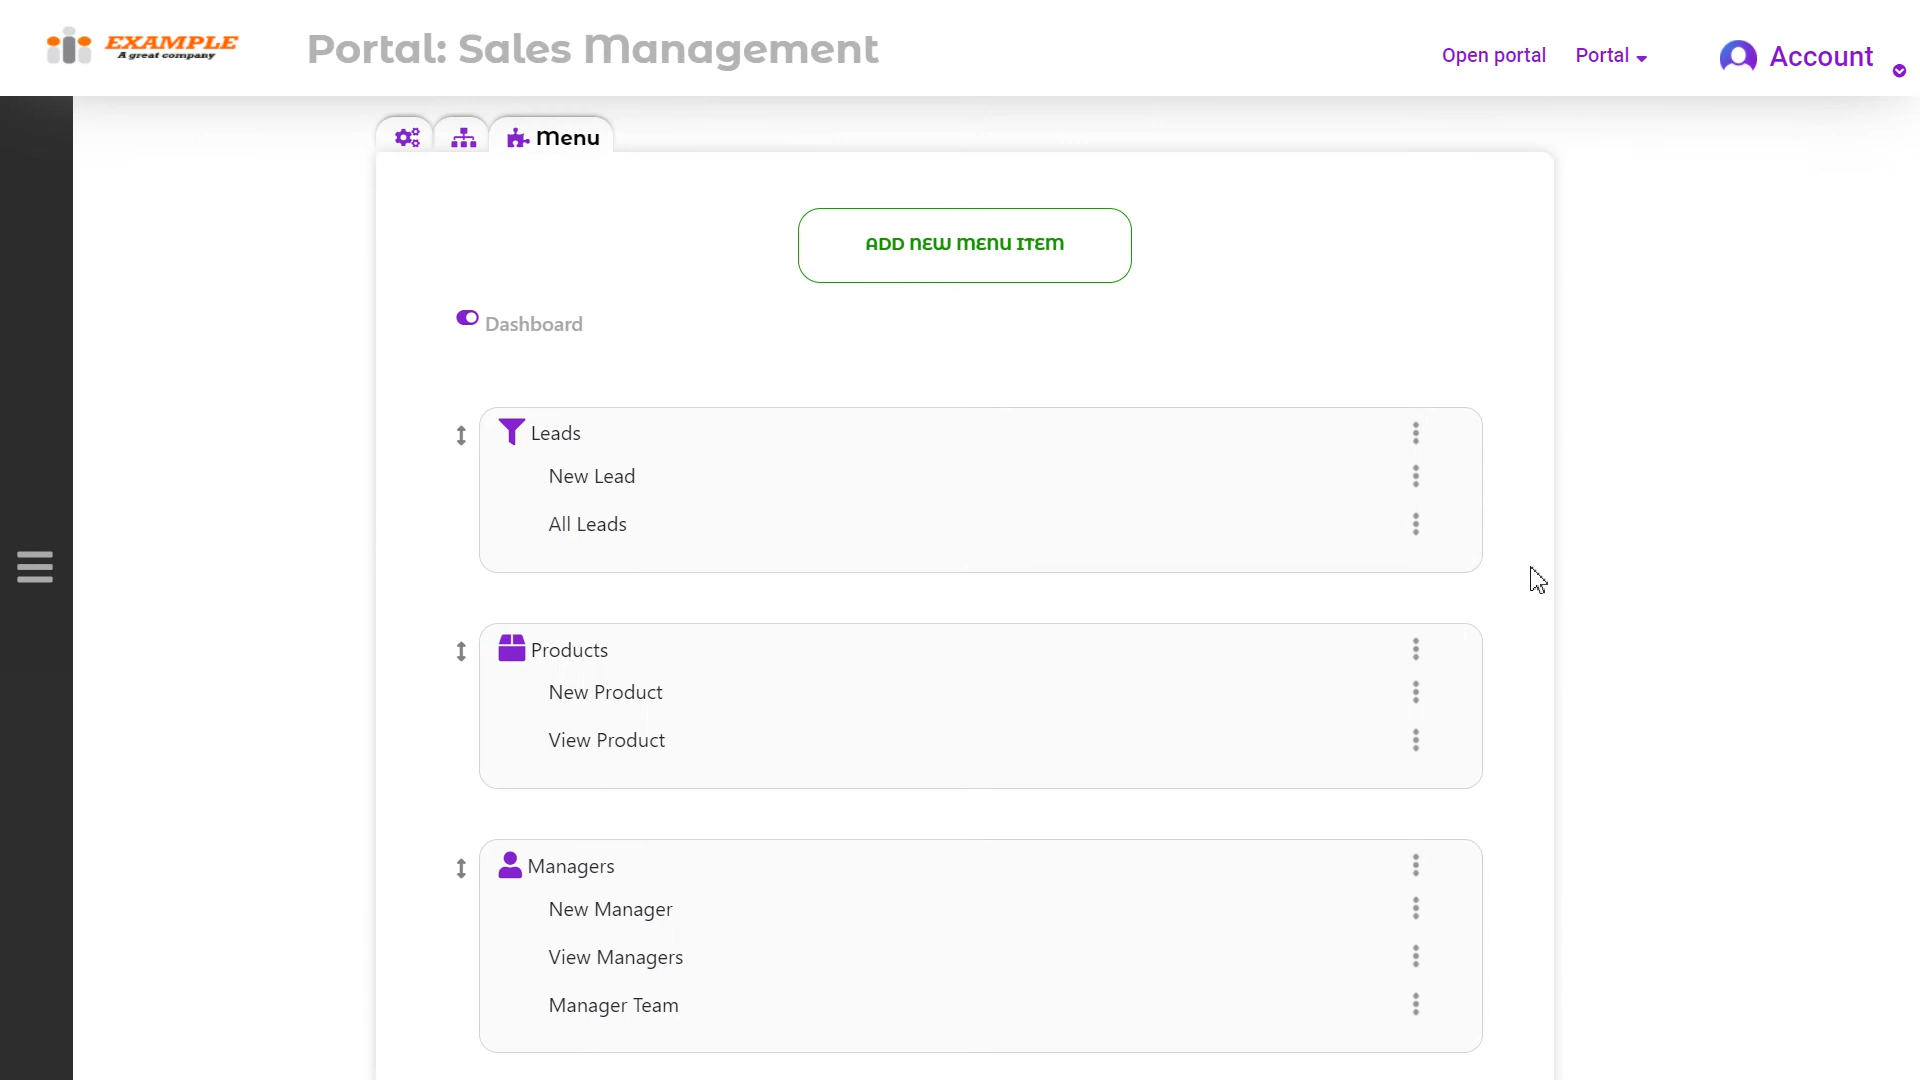 EXAMPLE
A great company
Portal: Sales Management
Open portal
Portal
Account
Menu
ADD NEW MENU ITEM
Dashboard
Leads
New Lead
All Leads
Products
New Product
View Product
Managers
New Manager
View Managers
Manager Team